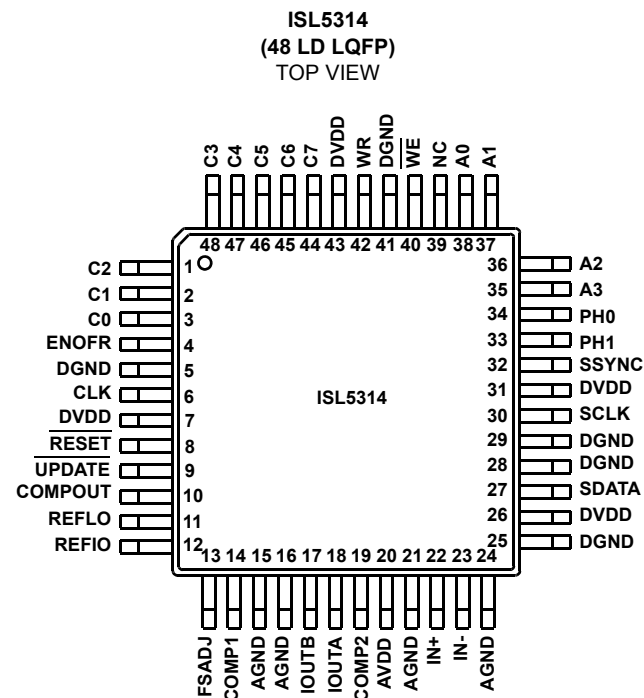 ISL5314
(48 LD LQFP)
TOP VIEW
C3 C4 C5 C6 C7 DVDD WR DGND WE NC A0 A1
48 47 46 45 44 43 42 41 40 39 38 37
C2 1 36 A2
C1 2 35 A3
C0 3 34 PH0
ENOFR 4 33 PH1
DGND 5 32 SSYNC
CLK 6 31 DVDD
DVDD 7 30 SCLK
RESET 8 29 DGND
UPDATE 9 28 DGND
COMPOUT 10 27 SDATA
REFLO 11 26 DVDD
REFIO 12 25 DGND
ISL5314
13 14 15 16 17 18 19 20 21 22 23 24
FSADJ COMP1 AGND AGND IOUTB IOUTA COMP2 AVDD AGND IN+ IN- AGND